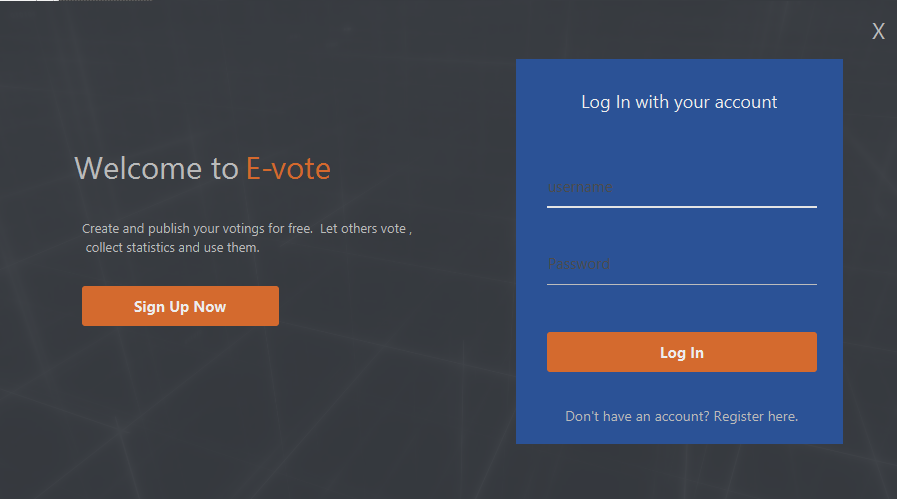 X
Welcome to E-vote
Create and publish your votings for free.  Let others vote ,
collect statistics and use them.
Sign Up Now
Log In with your account
Username
Password
Log In
Don't have an account? Register here.